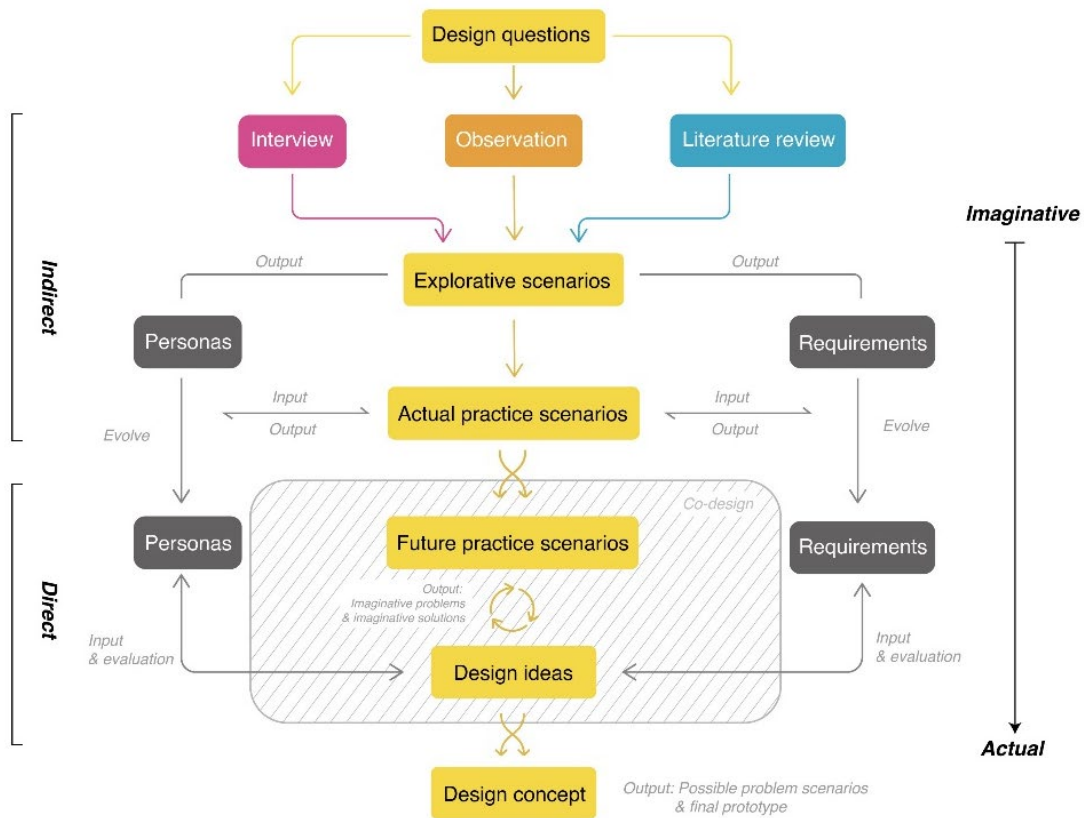 Design questions
Interview
Observation
Literature review
Imaginative
Indirect
Output
Explorative scenarios
Output
Personas
Requirements
Input
Output
Actual practice scenarios
Input
Output
Evolve
Evolve
Co-design
Direct
Personas
Future practice scenarios
Requirements
Output:
Imaginative problems
& imaginative solutions
Input
& evaluation
Design ideas
Input
& evaluation
Actual
Design concept
Output: Possible problem scenarios
& final prototype